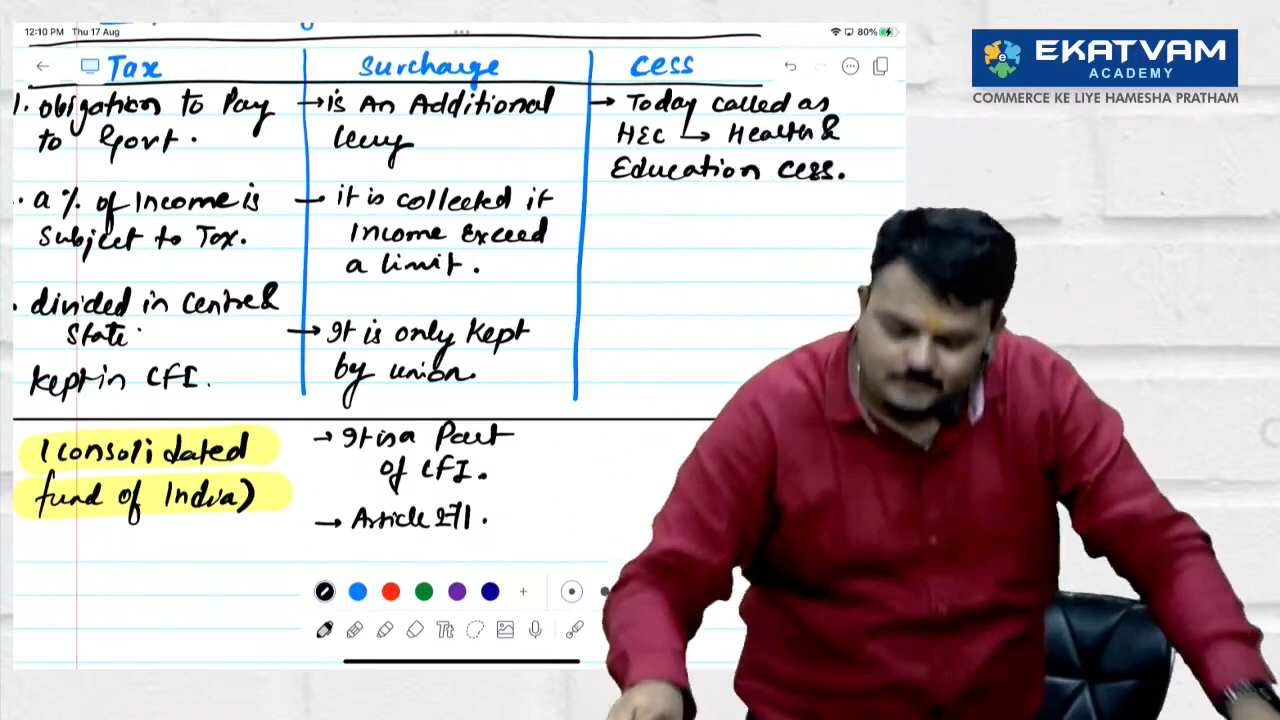 12:10 PM Thu 17 Aug
80%
EKATVAM
ACADEMY
COMMERCE KE LIYE HAMESHA PRATHAM
Tax
1. obligation to Pay
to Govt.
. a % of Income is
Subject to Tax.
. divided in Centre &
State
kept in CFI.
(Consolidated
fund of India)
Surcharge
→ is An Additional
levy
it is collected if
Income Exceed
a limit.
→ It is only kept
by union.
→ It is a Part
of CFI.
→ Article 271.
Cess
→ Today called as
HEC → Health &
Education cess.
Tt